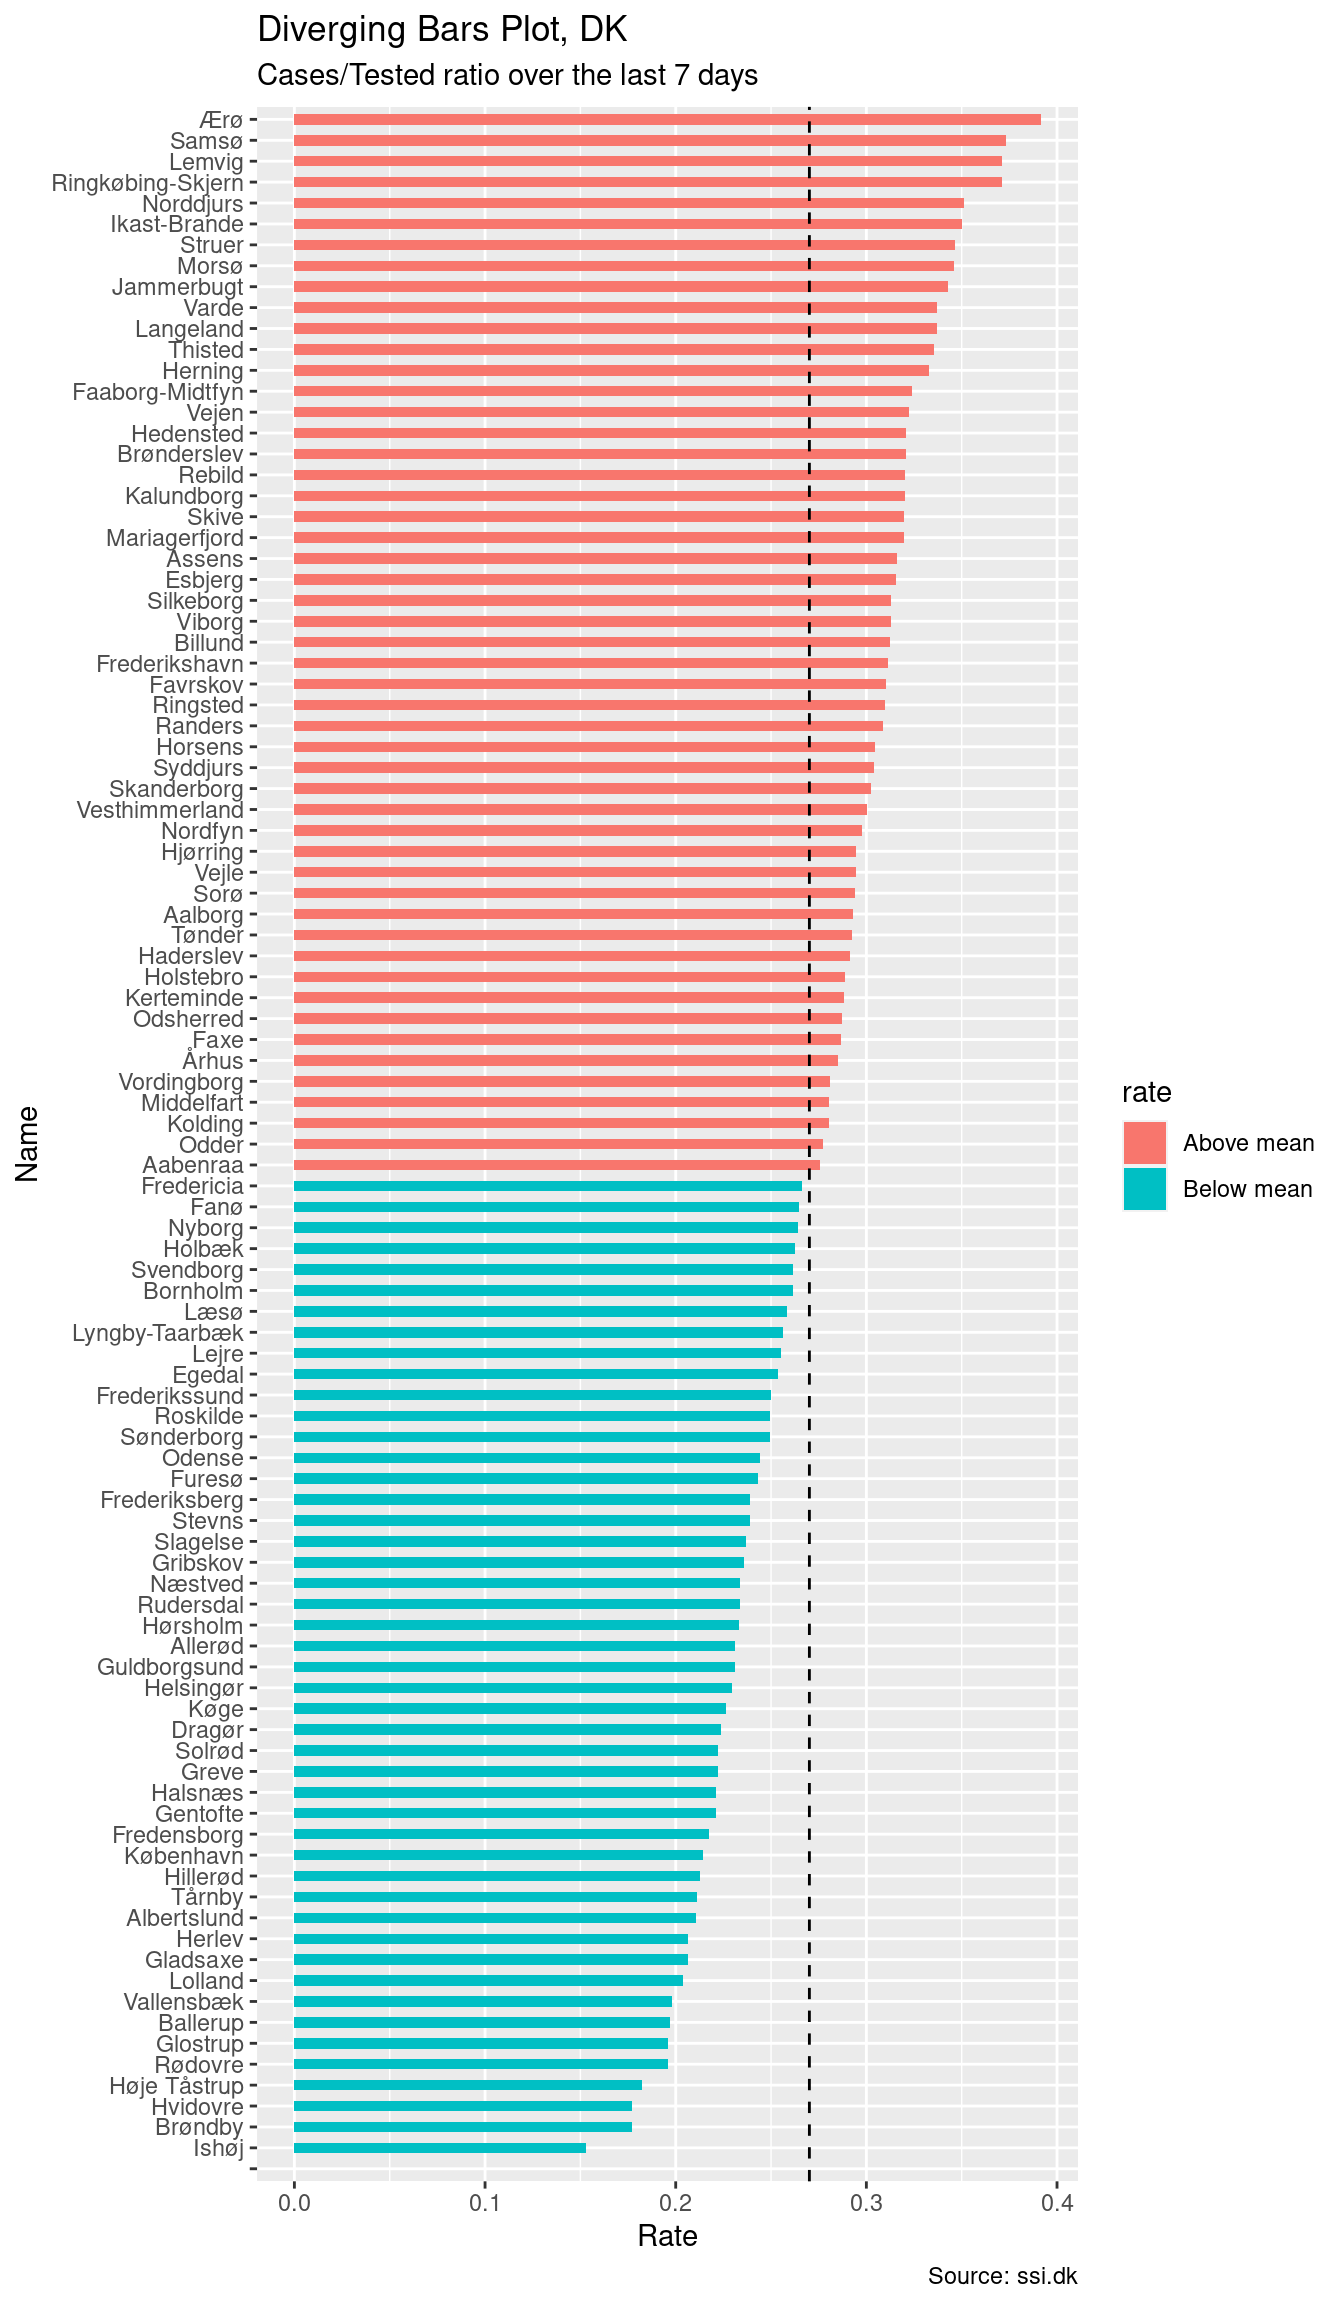 Diverging Bars Plot, DK
Cases/Tested ratio over the last 7 days
Ærø
Samsø
Lemvig
Ringkøbing-Skjern
Norddjurs
Ikast-Brande
Struer
Morsø
Jammerbugt
Varde
Langeland
Thisted
Herning
Faaborg-Midtfyn
Vejen
Hedensted
Brønderslev
Rebild
Kalundborg
Skive
Mariagerfjord
Assens
Esbjerg
Silkeborg
Viborg
Billund
Frederikshavn
Favrskov
Ringsted
Randers
Horsens
Syddjurs
Skanderborg
Vesthimmerland
Nordfyn
Hjørring
Vejle
Sorø
Aalborg
Tønder
Haderslev
Holstebro
Kerteminde
Odsherred
Faxe
Århus
Vordingborg
Middelfart
Kolding
Odder
Aabenraa
Fredericia
Fanø
Nyborg
Holbæk
Svendborg
Bornholm
Læsø
Lyngby-Taarbæk
Lejre
Egedal
Frederikssund
Roskilde
Sønderborg
Odense
Furesø
Frederiksberg
Stevns
Slagelse
Gribskov
Næstved
Rudersdal
Hørsholm
Allerød
Guldborgsund
Helsingør
Køge
Dragør
Solrød
Greve
Halsnæs
Gentofte
Fredensborg
København
Hillerød
Tårnby
Albertslund
Herlev
Gladsaxe
Lolland
Vallensbæk
Ballerup
Glostrup
Rødovre
Høje Tåstrup
Hvidovre
Brøndby
Ishøj
Name
0.0 0.1 0.2 0.3 0.4
Rate
rate
Above mean
Below mean
Source: ssi.dk